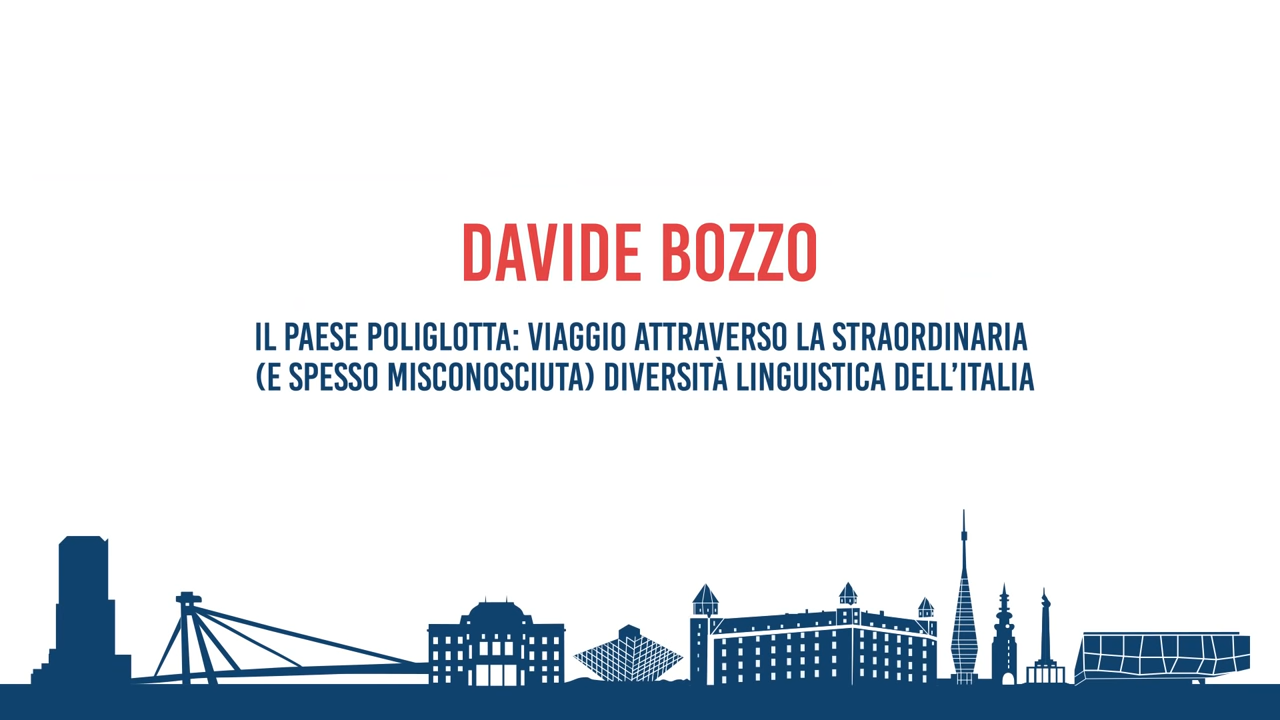 DAVIDE BOZZO
IL PAESE POLIGLOTTA: VIAGGIO ATTRAVERSO LA STRAORDINARIA
(E SPESSO MISCONOSCIUTA) DIVERSITÀ LINGUISTICA DELL’ITALIA